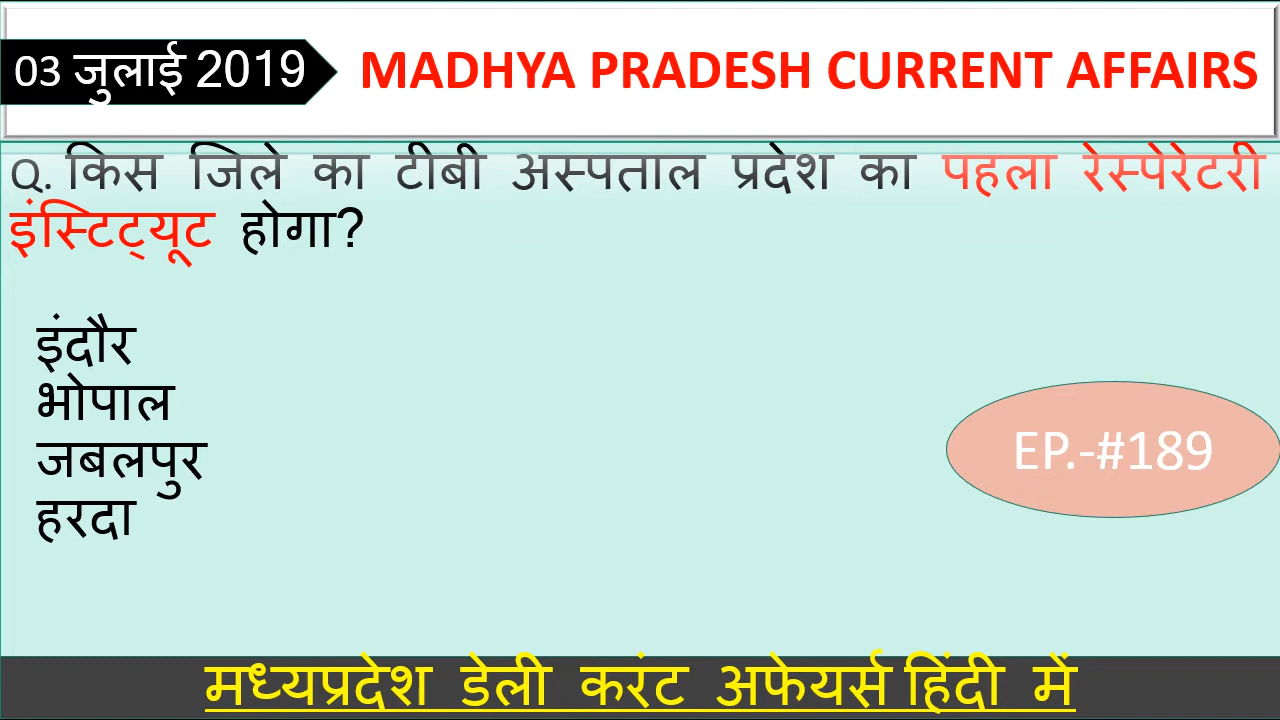 03 जुलाई 2019
MADHYA PRADESH CURRENT AFFAIRS
Q. किस जिले का टीबी अस्पताल प्रदेश का पहला रेस्पेरेटरी
इंस्टिट्यूट होगा?
इंदौर
भोपाल
जबलपुर
हरदा
EP.-#189
मध्यप्रदेश डेली करंट अफेयर्स हिंदी में